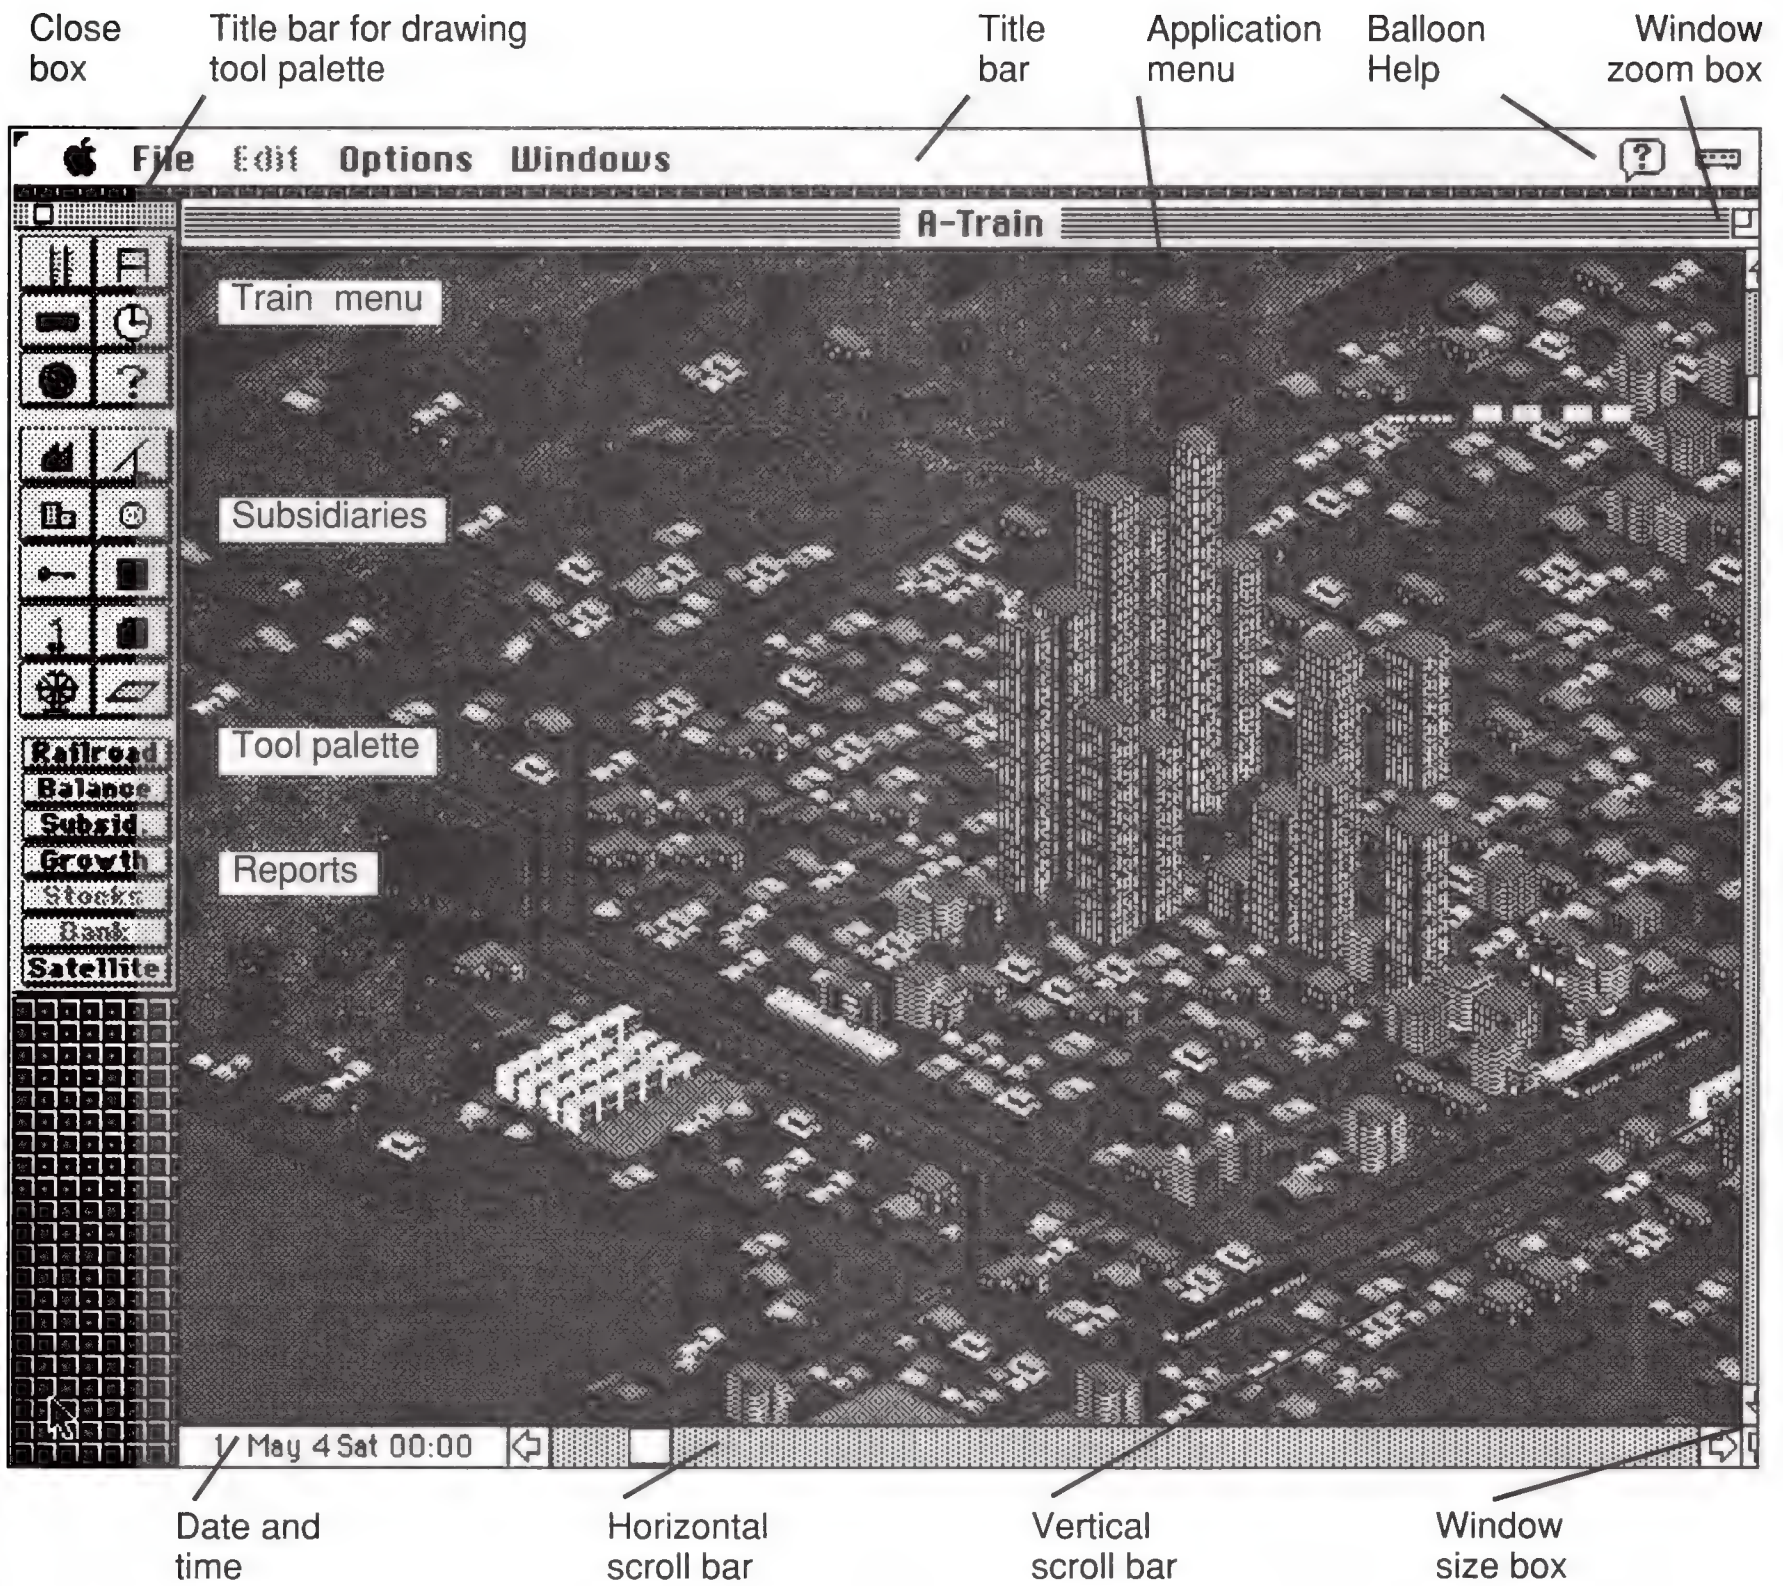 Close
box
Title bar for drawing
tool palette
Title
bar
Application
menu
Balloon
Help
Window
zoom box
File Edit Options Windows
?
A-Train
Train menu
?
Subsidiaries
Tool palette
Railroad
Balance
Subsid.
Growth
Reports
Stocks
Bank
Satellite
1 May 4 Sat 00:00
Date and
time
Horizontal
scroll bar
Vertical
scroll bar
Window
size box